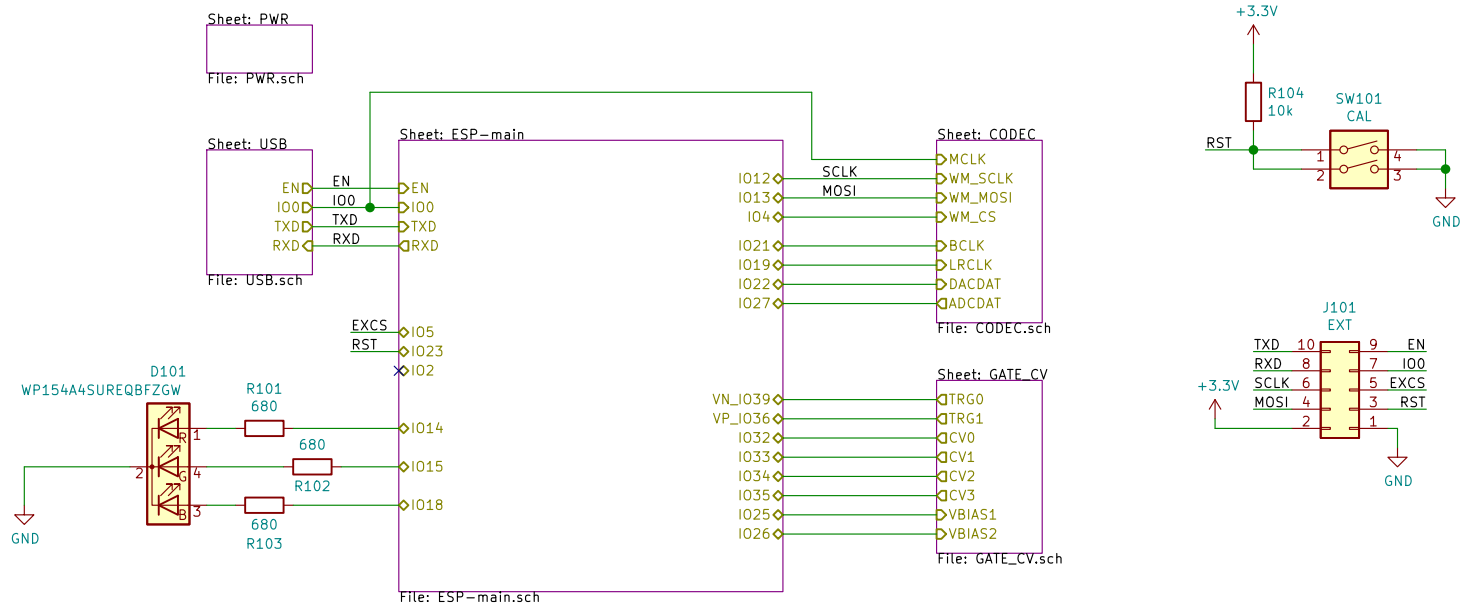 Sheet: PWR
File: PWR.sch
Sheet: USB
EN
IO0
TXD
RXD
File: USB.sch
EN
IO0
TXD
RXD
Sheet: ESP-main
EN
IO0
TXD
RXD
EXCS
IO5
RST
IO23
IO2
IO14
IO15
IO18
IO12
IO13
IO4
IO21
IO19
IO22
IO27
VN_IO39
VP_IO36
IO32
IO33
IO34
IO35
IO25
IO26
File: ESP-main.sch
SCLK
MOSI
Sheet: CODEC
MCLK
WM_SCLK
WM_MOSI
WM_CS
BCLK
LRCLK
DACDAT
ADCDAT
File: CODEC.sch
Sheet: GATE_CV
TRG0
TRG1
CV0
CV1
CV2
CV3
VBIAS1
VBIAS2
File: GATE_CV.sch
D101
WP154A4SUREQBFZGW
R 1
2 G 4
B 3
GND
R101
680
680
R102
680
R103
+3.3V
R104
10k
RST
SW101
CAL
1 4
2 3
GND
J101
EXT
TXD 10 9 EN
RXD 8 7 IO0
SCLK 6 5 EXCS
MOSI 4 3 RST
2 1
+3.3V
GND